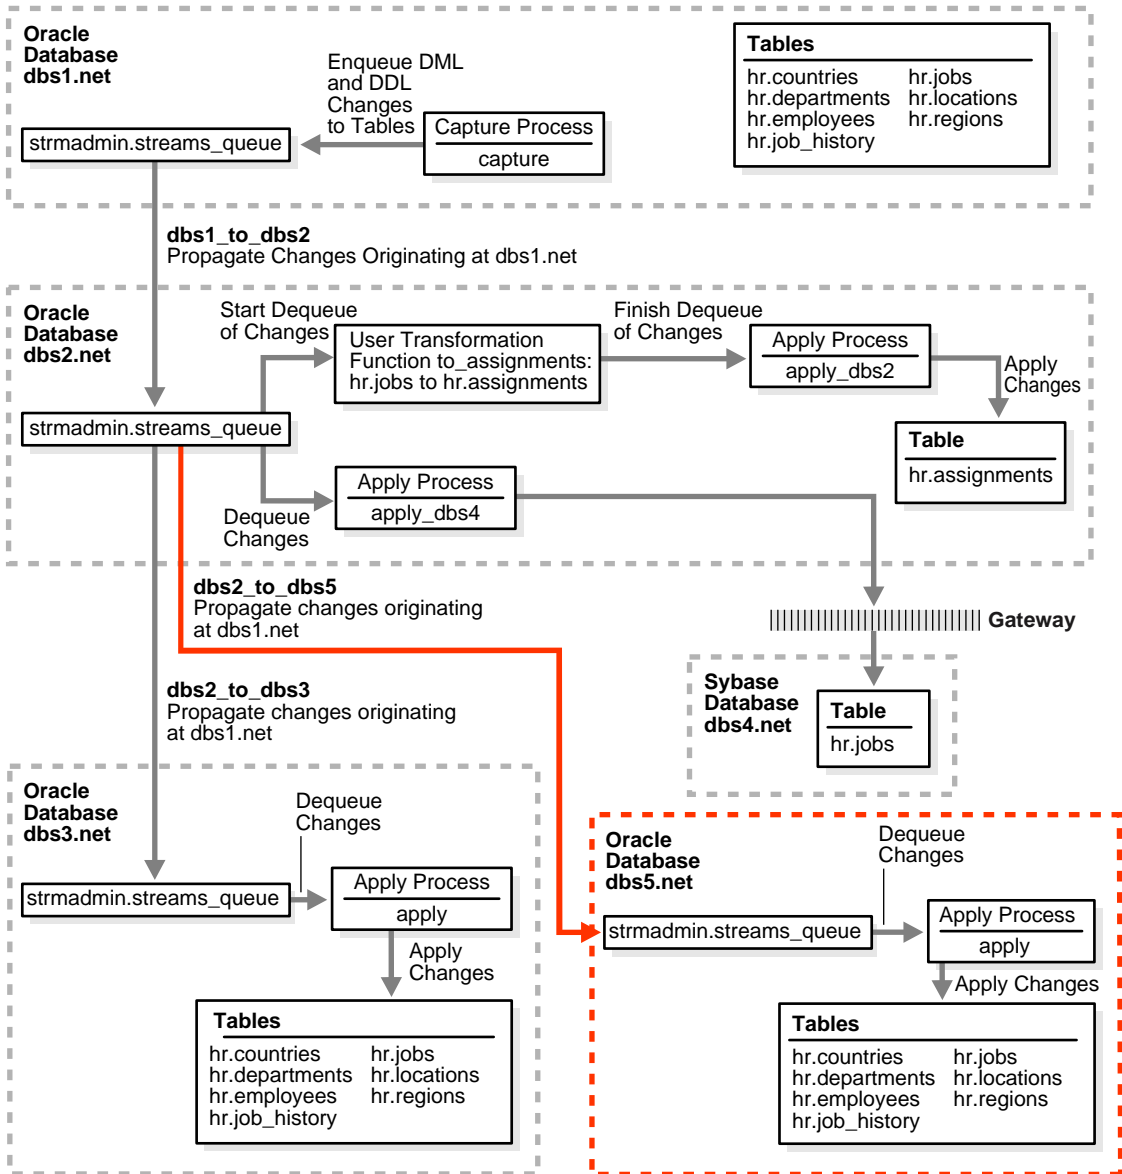 Oracle
Database
dbs1.net
Enqueue DML
and DDL
Changes
to Tables
strmadmin.streams_queue
Capture Process
capture
Tables
hr.countries hr.jobs
hr.departments hr.locations
hr.employees hr.regions
hr.job_history
dbs1_to_dbs2
Propagate Changes Originating at dbs1.net
Oracle
Database
dbs2.net
Start Dequeue
of Changes
User Transformation
Function to_assignments:
hr.jobs to hr.assignments
Finish Dequeue
of Changes
Apply Process
apply_dbs2
Apply
Changes
strmadmin.streams_queue
Table
hr.assignments
Dequeue
Changes
Apply Process
apply_dbs4
dbs2_to_dbs5
Propagate changes originating
at dbs1.net
Gateway
dbs2_to_dbs3
Propagate changes originating
at dbs1.net
Sybase
Database
dbs4.net
Table
hr.jobs
Oracle
Database
dbs3.net
Dequeue
Changes
strmadmin.streams_queue
Apply Process
apply
Apply
Changes
Tables
hr.countries hr.jobs
hr.departments hr.locations
hr.employees hr.regions
hr.job_history
Oracle
Database
dbs5.net
Dequeue
Changes
strmadmin.streams_queue
Apply Process
apply
Apply Changes
Tables
hr.countries hr.jobs
hr.departments hr.locations
hr.employees hr.regions
hr.job_history